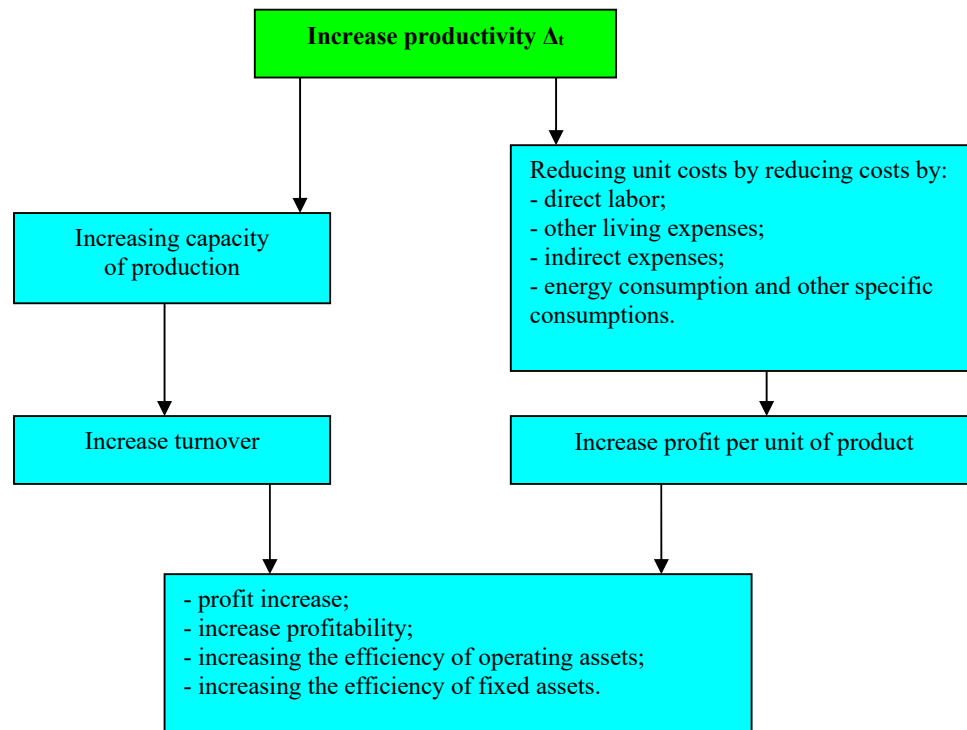 Increase productivity Δt
Reducing unit costs by reducing costs by:
- direct labor;
- other living expenses;
- indirect expenses;
- energy consumption and other specific
consumptions.
Increasing capacity
of production
Increase turnover
Increase profit per unit of product
- profit increase;
- increase profitability;
- increasing the efficiency of operating assets;
- increasing the efficiency of fixed assets.